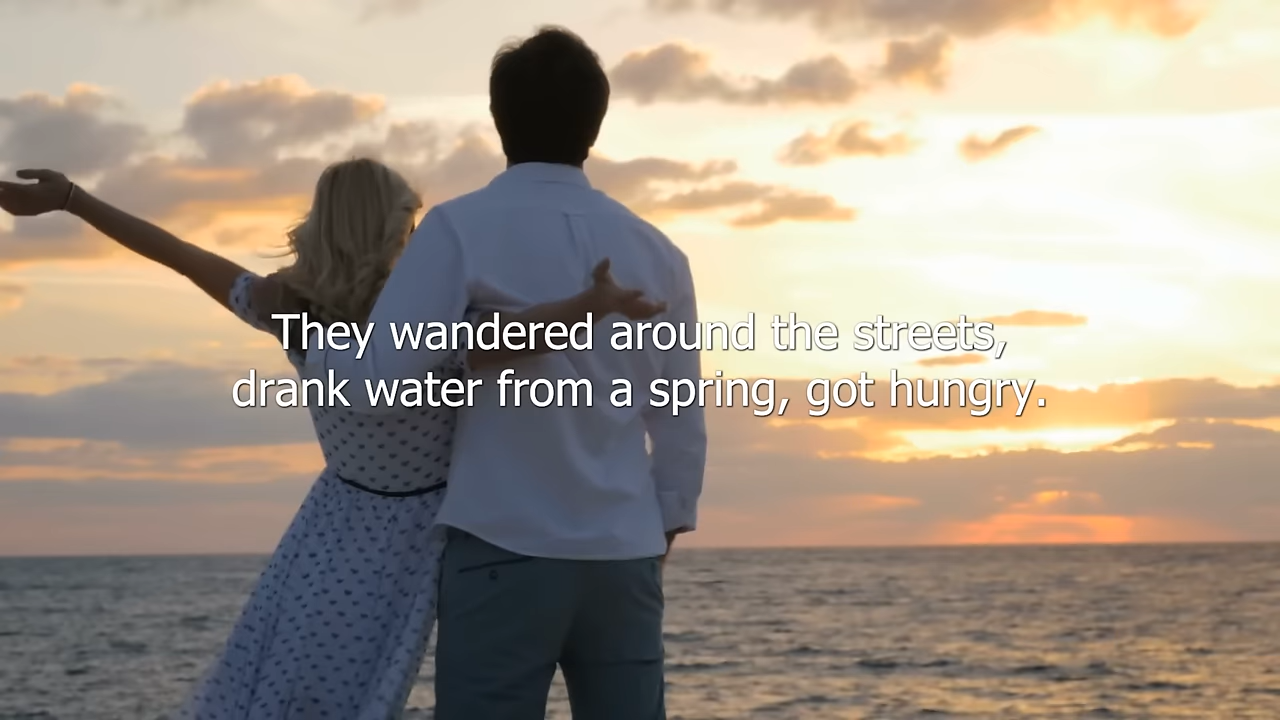 They wandered around the streets,
drank water from a spring, got hungry.